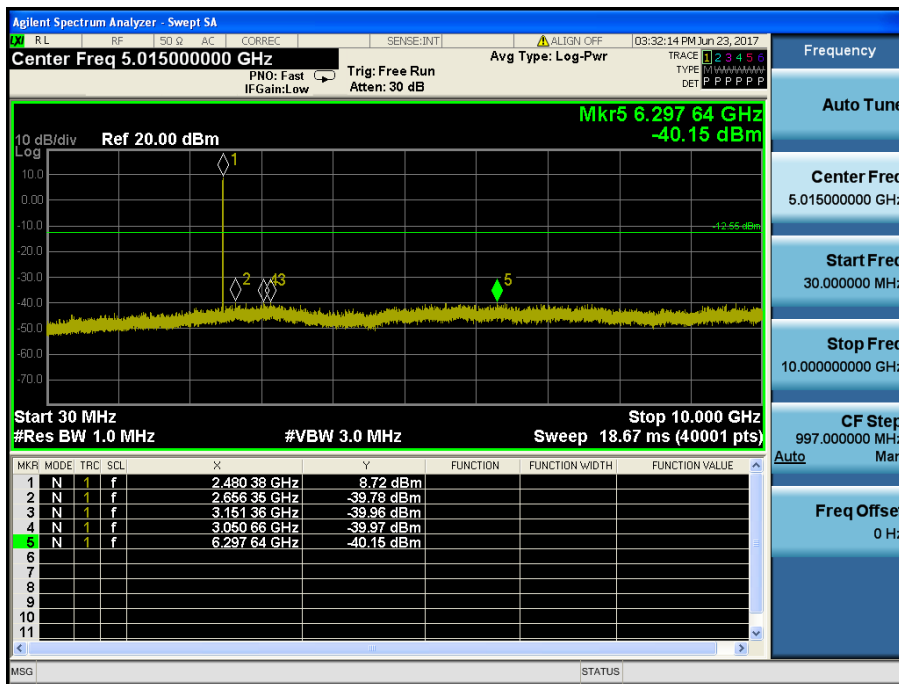 Agilent Spectrum Analyzer - Swept SA
LXI RL RF 50 Ω AC CORREC SENSE:INT ALIGN OFF 03:32:14 PM Jun 23, 2017
Center Freq 5.015000000 GHz
PNO: Fast
IFGain:Low
Trig: Free Run
Atten: 30 dB
Avg Type: Log-Pwr
TRACE 1 2 3 4 5 6
TYPE M W W W W W
DET P P P P P P
Mkr5 6.297 64 GHz
-40.15 dBm
10 dB/div Ref 20.00 dBm
Log
10.0
0.00
-10.0
-20.0
-30.0
-40.0
-50.0
-60.0
-70.0
1
2
4
3
5
-12.55 dBm
Start 30 MHz Stop 10.000 GHz
#Res BW 1.0 MHz #VBW 3.0 MHz Sweep 18.67 ms (40001 pts)
MKR MODE TRC SCL X Y FUNCTION FUNCTION WIDTH FUNCTION VALUE
1 N 1 f 2.480 38 GHz 8.72 dBm
2 N 1 f 2.656 35 GHz -39.78 dBm
3 N 1 f 3.151 36 GHz -39.96 dBm
4 N 1 f 3.050 66 GHz -39.97 dBm
5 N 1 f 6.297 64 GHz -40.15 dBm
6
7
8
9
10
11
MSG STATUS
Frequency
Auto Tune
Center Freq
5.015000000 GHz
Start Freq
30.000000 MHz
Stop Freq
10.000000000 GHz
CF Step
997.000000 MHz
Auto Man
Freq Offset
0 Hz